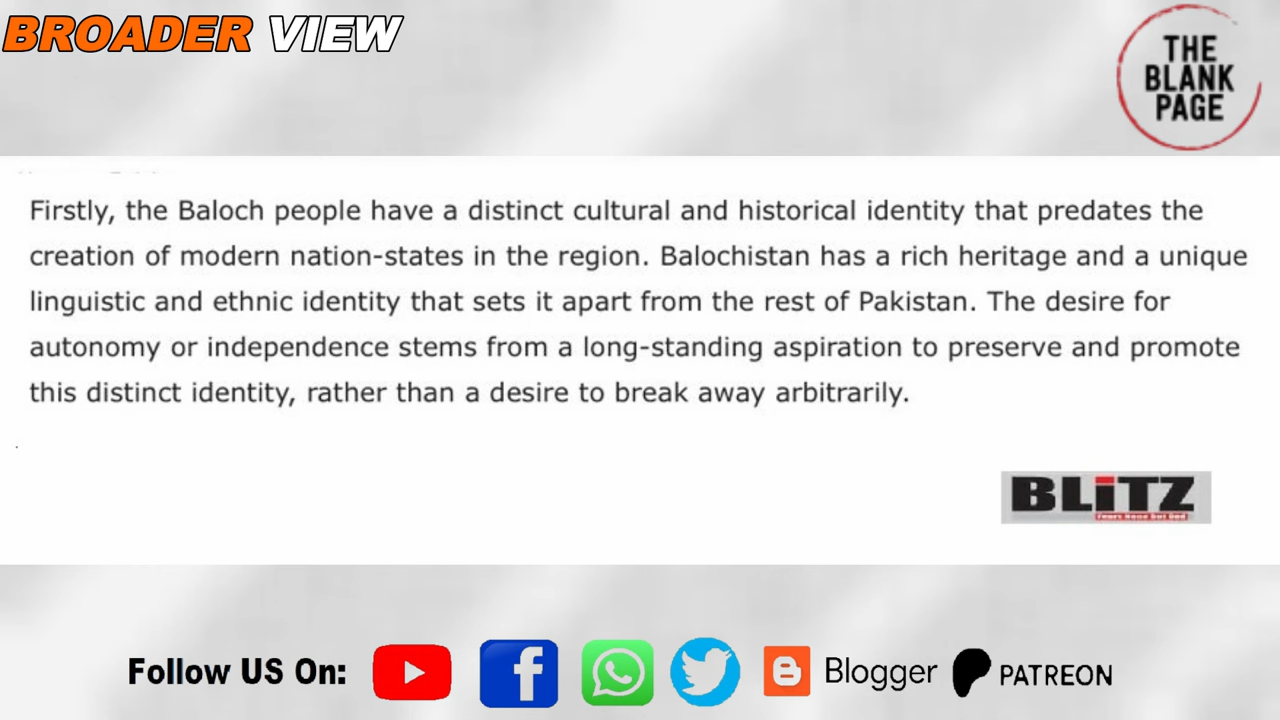 BROADER VIEW
THE
BLANK
PAGE
Firstly, the Baloch people have a distinct cultural and historical identity that predates the
creation of modern nation-states in the region. Balochistan has a rich heritage and a unique
linguistic and ethnic identity that sets it apart from the rest of Pakistan. The desire for
autonomy or independence stems from a long-standing aspiration to preserve and promote
this distinct identity, rather than a desire to break away arbitrarily.
BLiTZ
Fears None But God
Follow US On:
Blogger
PATREON